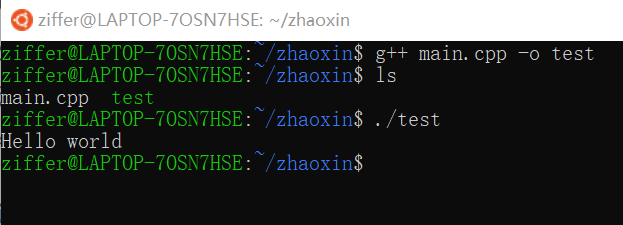 ziffer@LAPTOP-7OSN7HSE: ~/zhaoxin
ziffer@LAPTOP-7OSN7HSE:~/zhaoxin$ g++ main.cpp -o test
ziffer@LAPTOP-7OSN7HSE:~/zhaoxin$ ls
main.cpp  test
ziffer@LAPTOP-7OSN7HSE:~/zhaoxin$ ./test
Hello world
ziffer@LAPTOP-7OSN7HSE:~/zhaoxin$